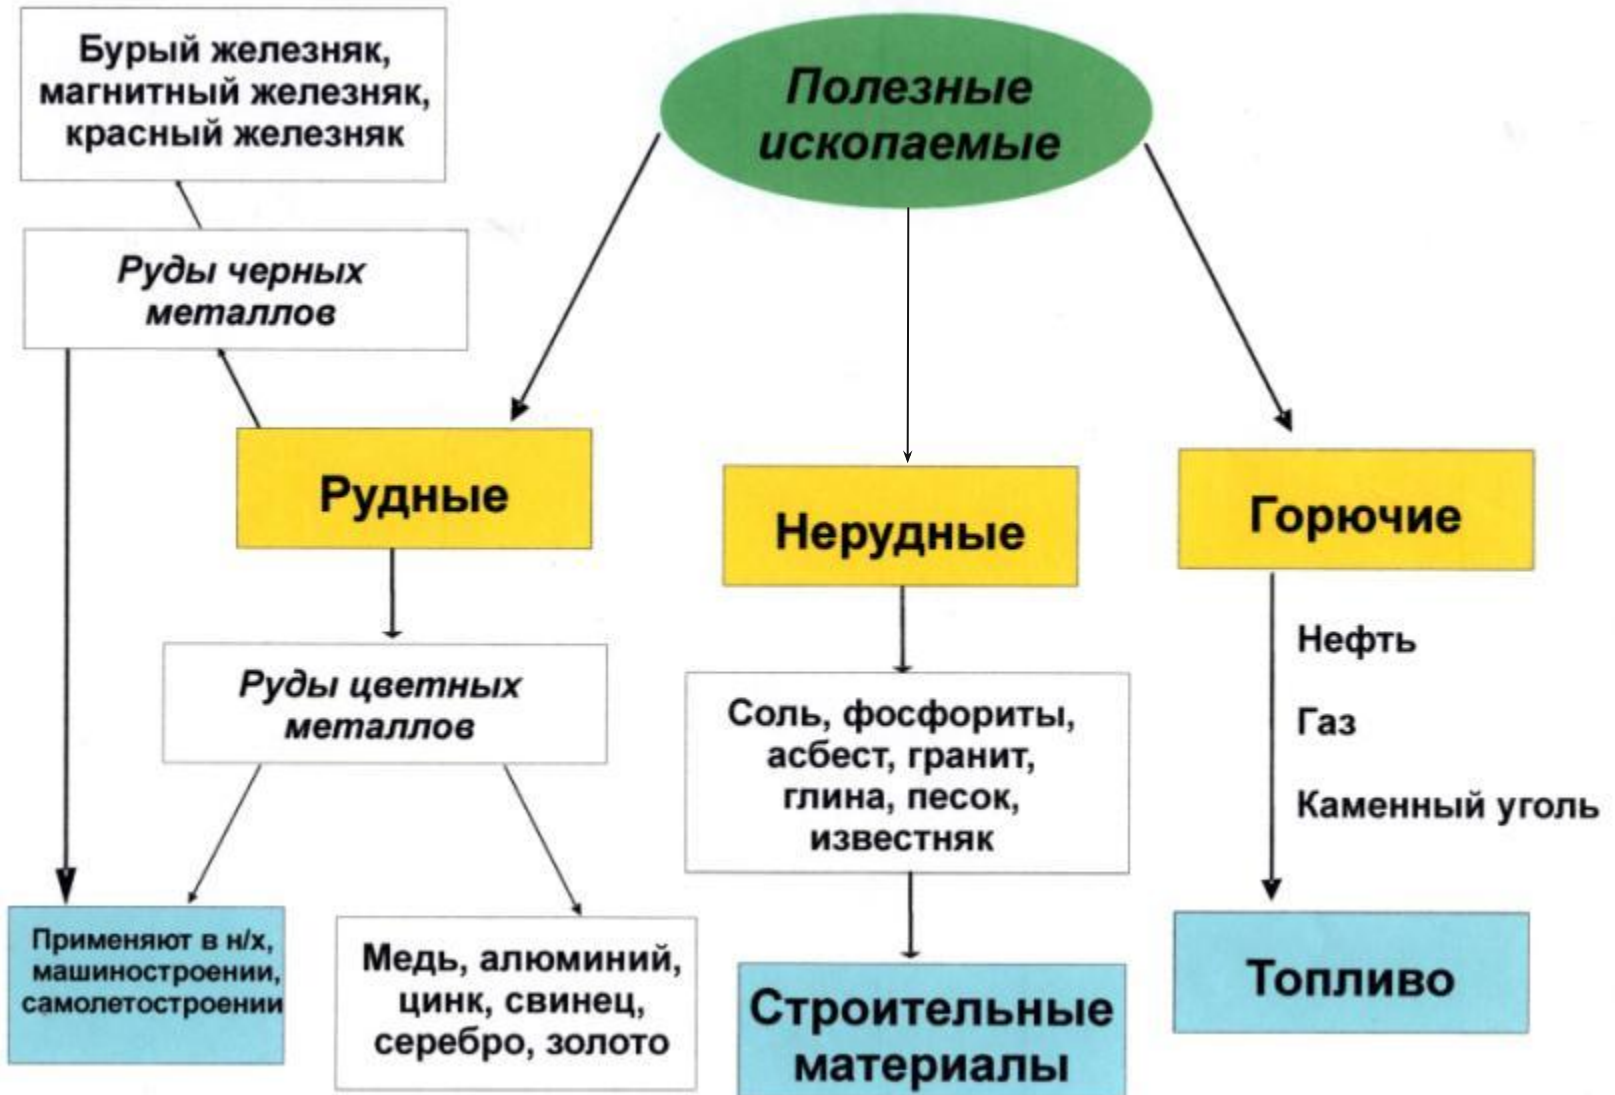 Бурый железняк,
магнитный железняк,
красный железняк
Полезные
ископаемые
Руды черных
металлов
Рудные
Нерудные
Горючие
Руды цветных
металлов
Соль, фосфориты,
асбест, гранит,
глина, песок,
известняк
Нефть
Газ
Каменный уголь
Применяют в н/х,
машиностроении,
самолетостроении
Медь, алюминий,
цинк, свинец,
серебро, золото
Строительные
материалы
Топливо